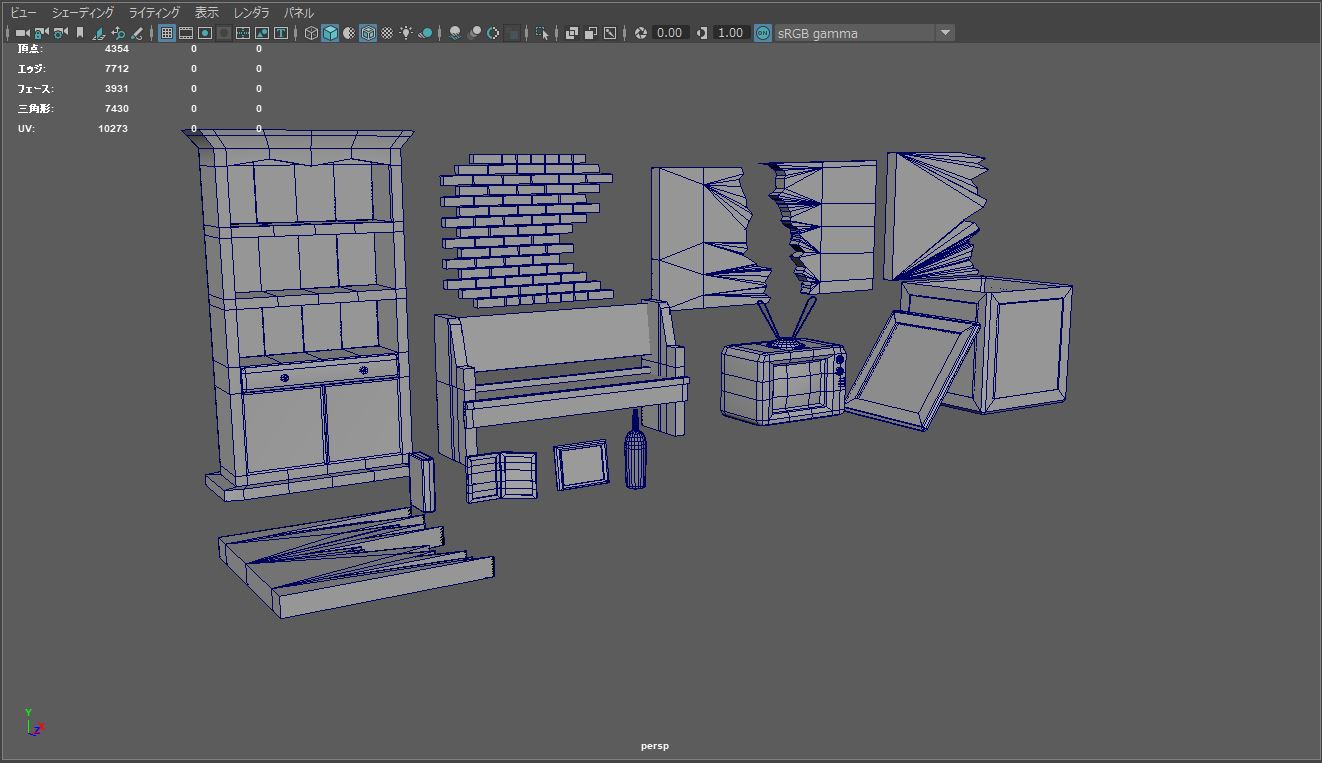 ビュー シェーディング ライティング 表示 レンダラ パネル
0.00 1.00 ON sRGB gamma
頂点: 4354 0 0
エッジ: 7712 0 0
フェース: 3931 0 0
三角形: 7430 0 0
UV: 10273 0 0
Y
Z X
persp